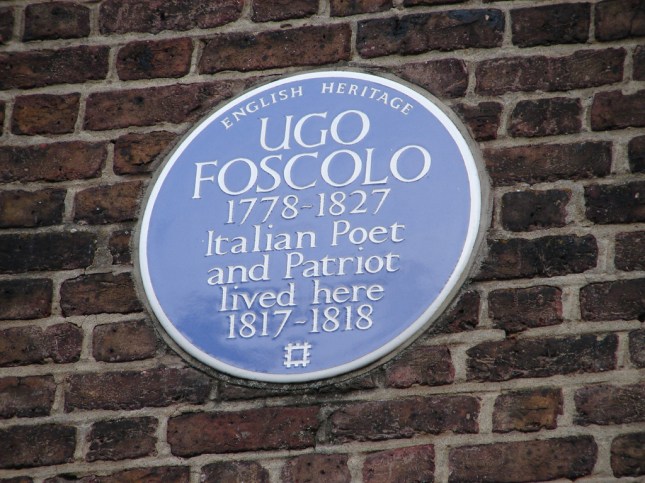 ENGLISH HERITAGE
UGO
FOSCOLO
1778-1827
Italian Poet
and Patriot
lived here
1817-1818